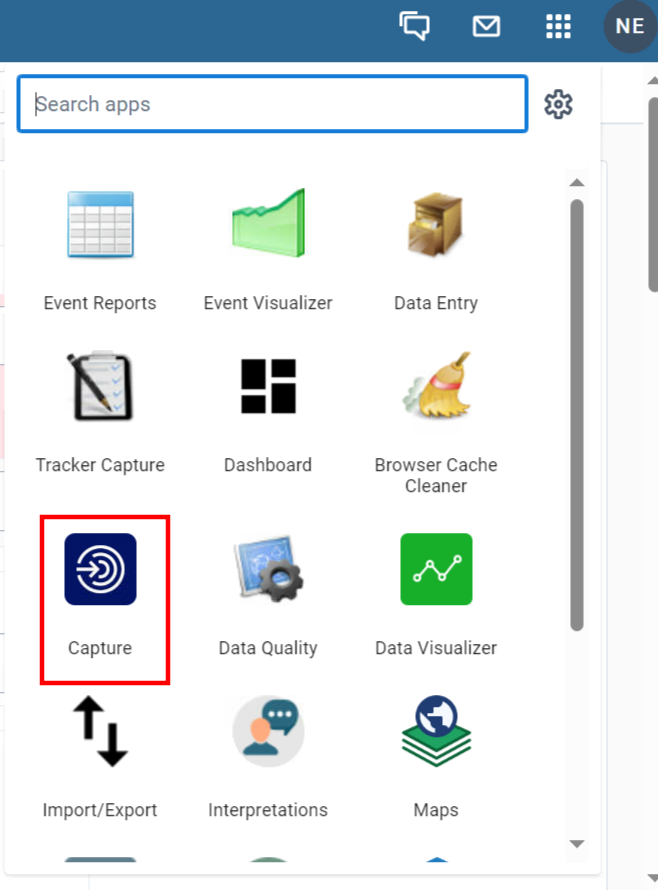 NE
Search apps
Event Reports
Event Visualizer
Data Entry
Tracker Capture
Dashboard
Browser Cache
Cleaner
Capture
Data Quality
Data Visualizer
Import/Export
Interpretations
Maps